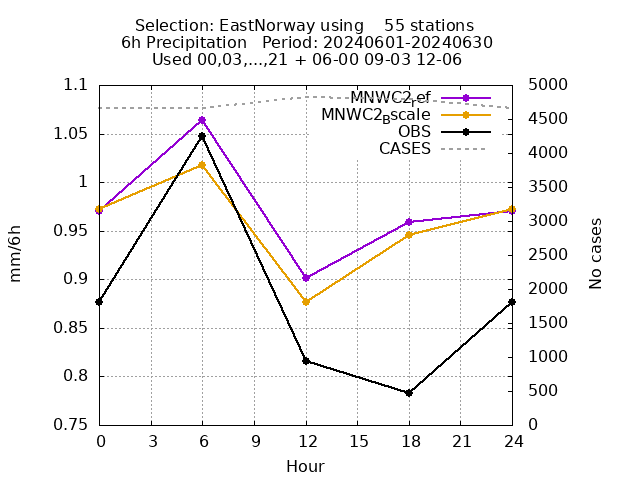 Selection: EastNorway using    55 stations
6h Precipitation   Period: 20240601-20240630
Used 00,03,...,21 + 06-00 09-03 12-06
1.1
1.05
1
0.95
0.9
0.85
0.8
0.75
5000
4500
4000
3500
3000
2500
2000
1500
1000
500
0
MNWC2ref
MNWC2Bscale
OBS
CASES
mm/6h
No cases
0 3 6 9 12 15 18 21 24
Hour